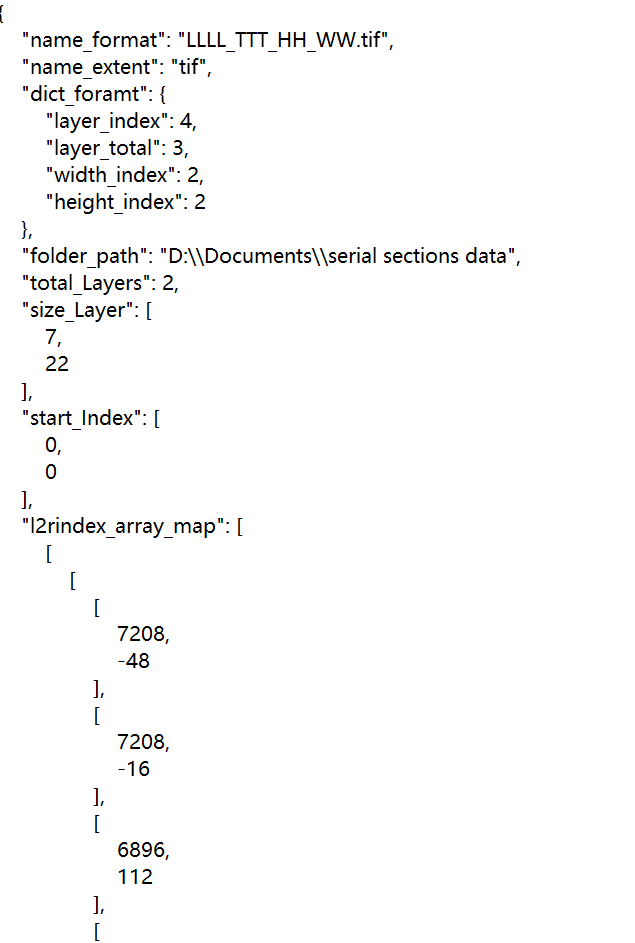 {
"name_format": "LLLL_TTT_HH_WW.tif",
"name_extent": "tif",
"dict_foramt": {
"layer_index": 4,
"layer_total": 3,
"width_index": 2,
"height_index": 2
},
"folder_path": "D:\\Documents\\serial sections data",
"total_Layers": 2,
"size_Layer": [
7,
22
],
"start_Index": [
0,
0
],
"l2rindex_array_map": [
[
[
[
7208,
-48
],
[
7208,
-16
],
[
6896,
112
],
[